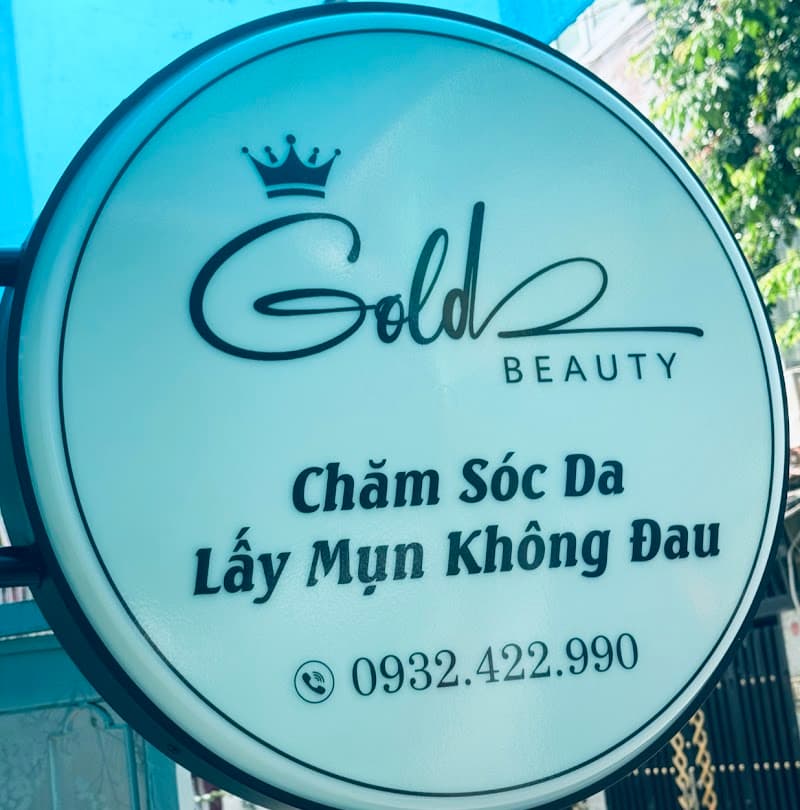 Gold
BEAUTY
Chăm Sóc Da
Lấy Mụn Không Đau
0932.422.990